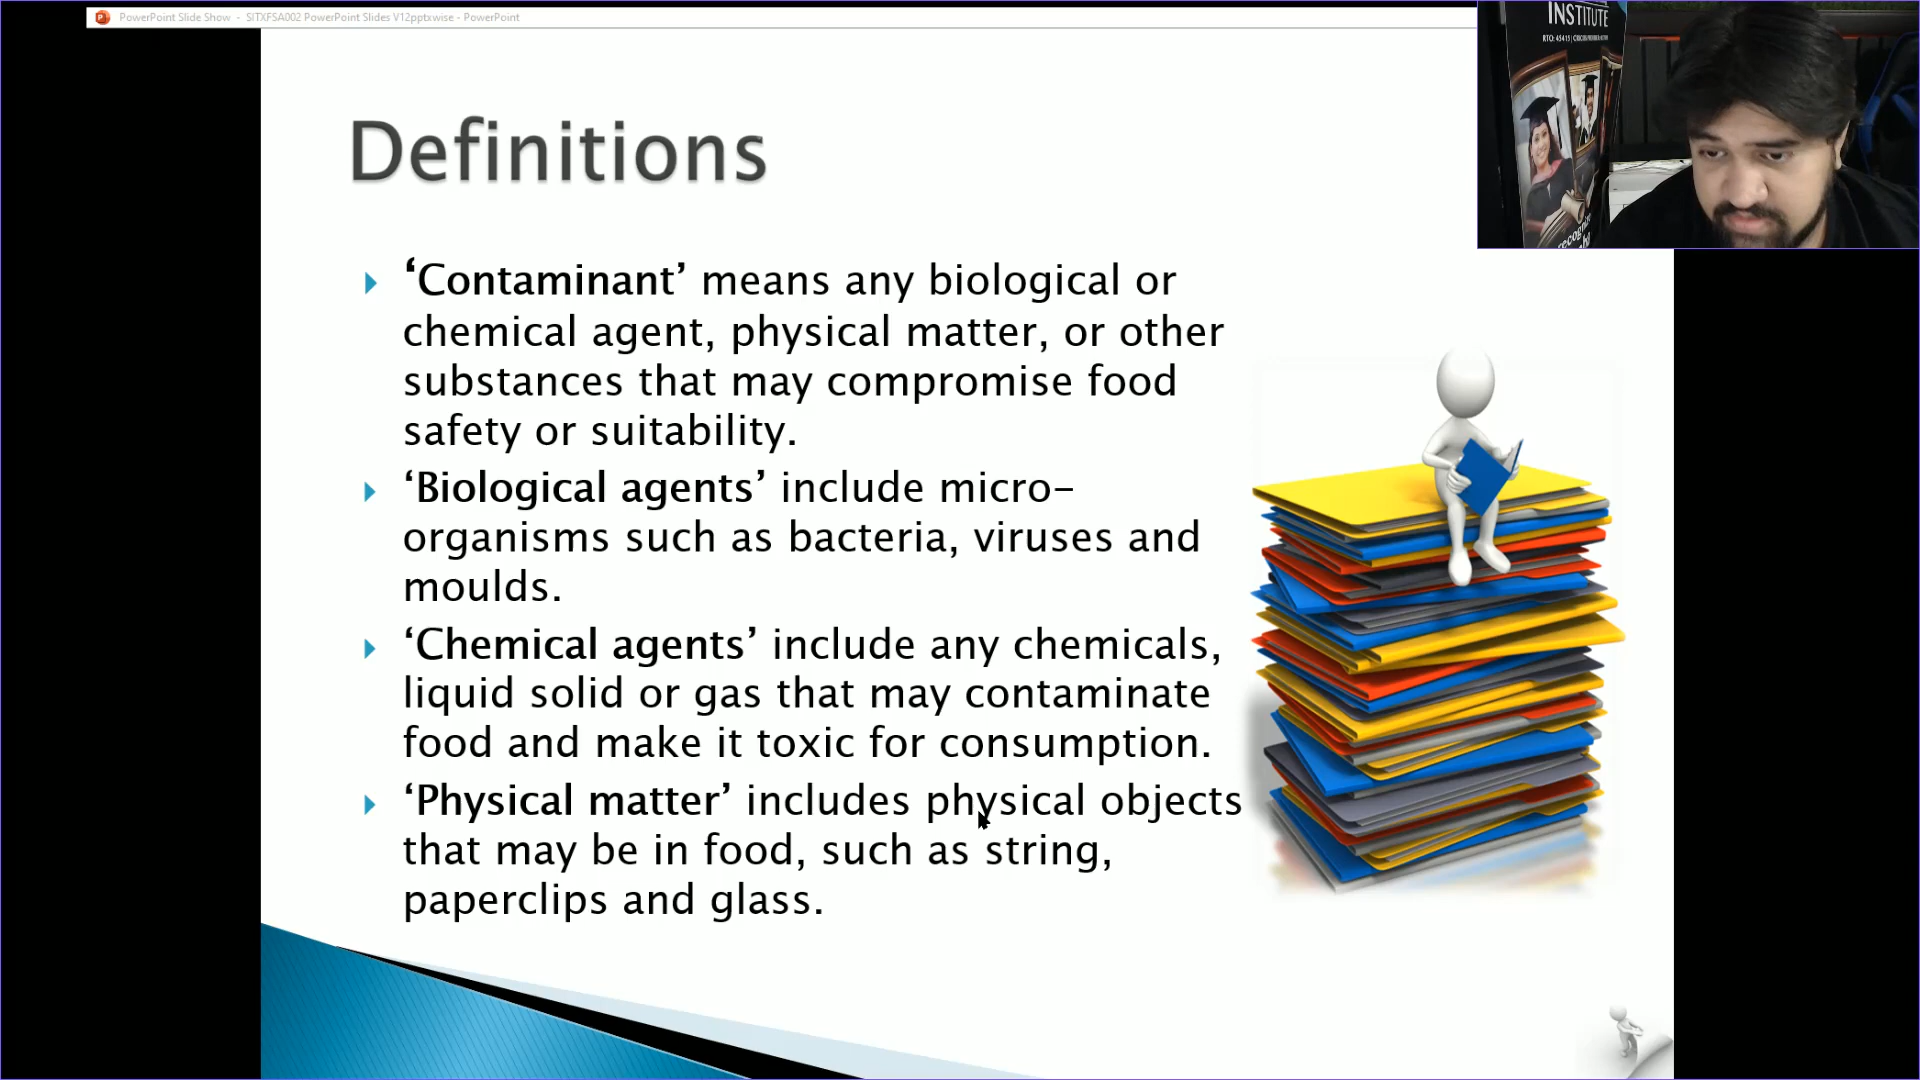 PowerPoint Slide Show - SITXFSA002 PowerPoint Slides V12pptxwise - PowerPoint
INSTITUTE
RTO: 45415 |
Definitions
‘Contaminant’ means any biological or
chemical agent, physical matter, or other
substances that may compromise food
safety or suitability.
‘Biological agents’ include micro-
organisms such as bacteria, viruses and
moulds.
‘Chemical agents’ include any chemicals,
liquid solid or gas that may contaminate
food and make it toxic for consumption.
‘Physical matter’ includes physical objects
that may be in food, such as string,
paperclips and glass.